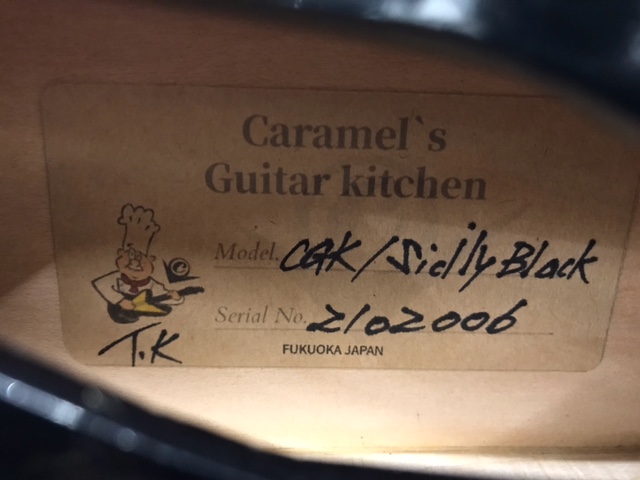 Caramel`s
Guitar kitchen
Model. CGK/Sicily Black
Serial No. 2102006
T.K
FUKUOKA JAPAN